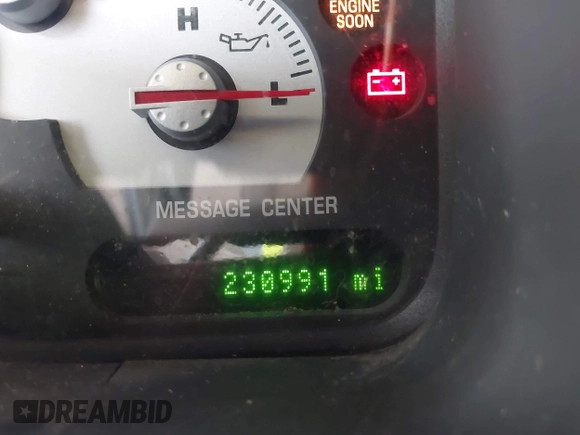 ENGINE
SOON
H
L
MESSAGE CENTER
230991 mi
DREAMBID